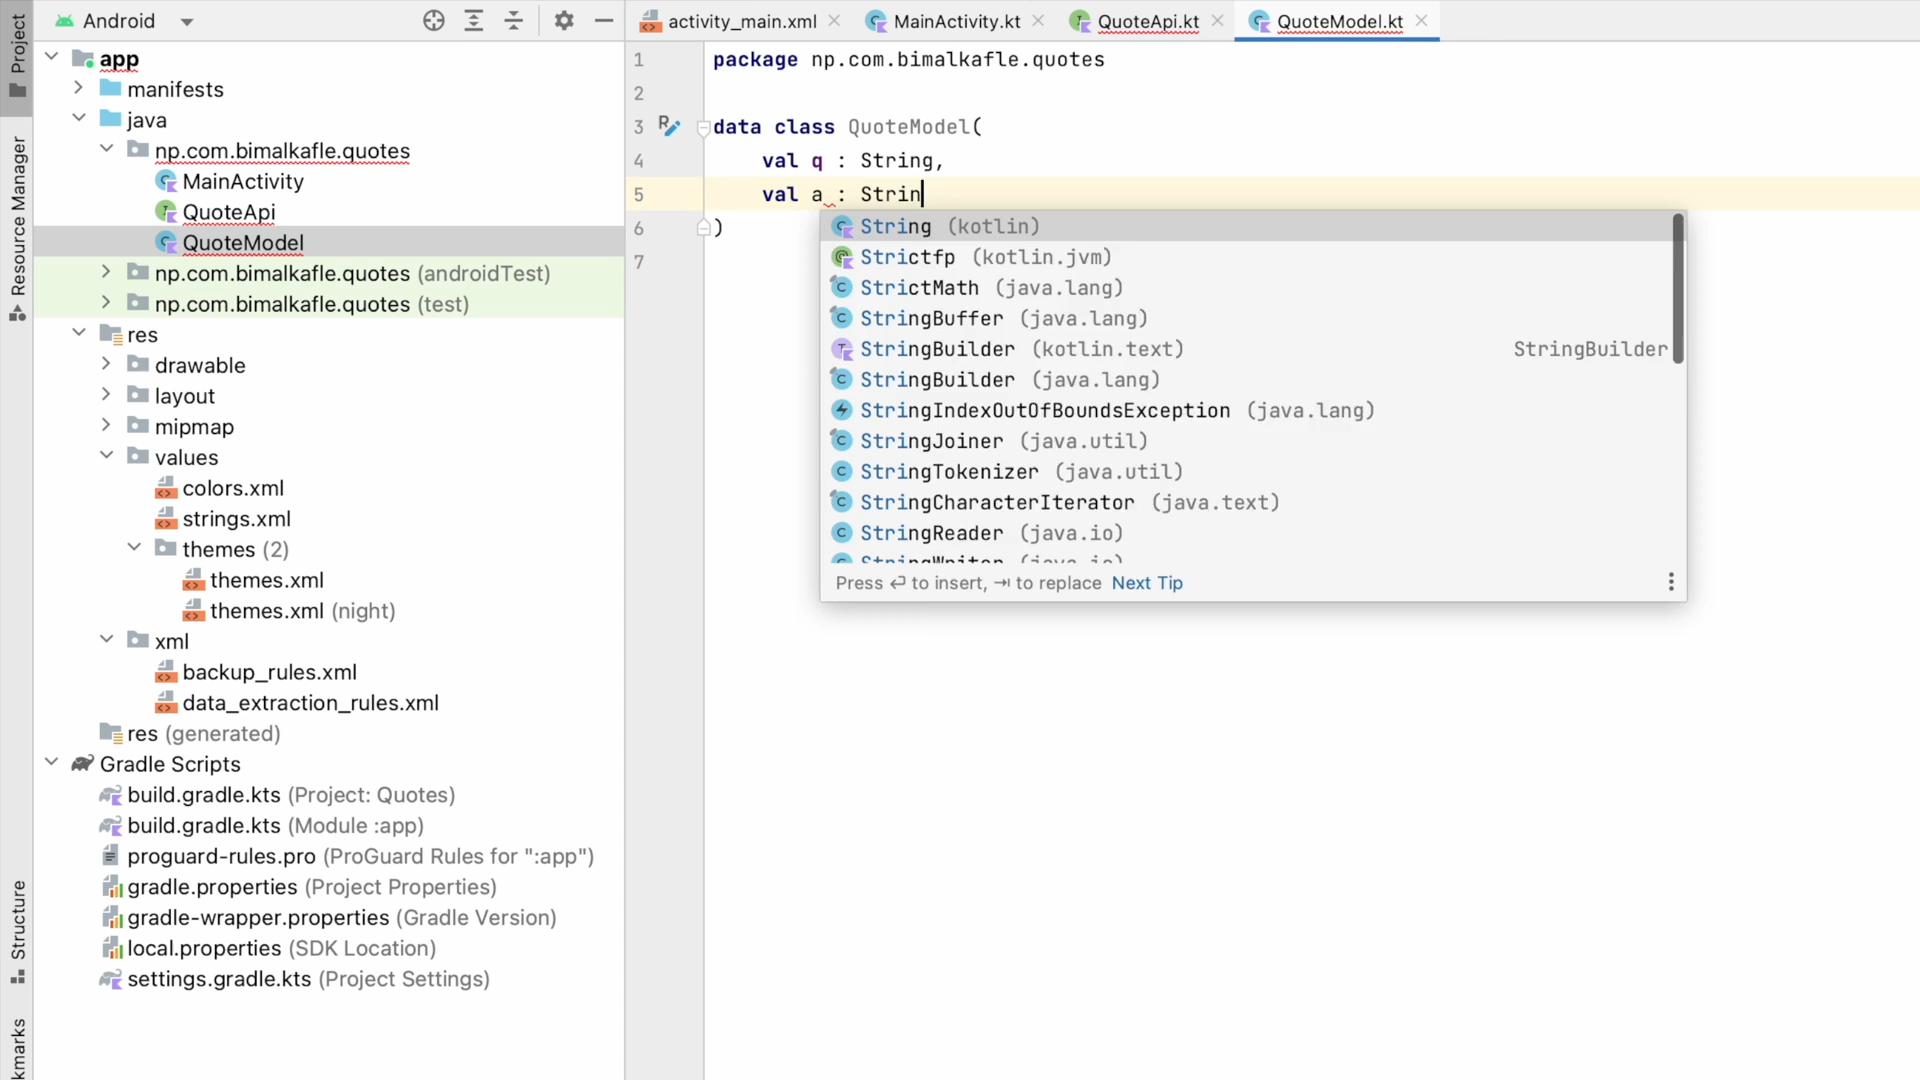 Android
activity_main.xml
MainActivity.kt
QuoteApi.kt
QuoteModel.kt
Project
Resource Manager
Structure
app
manifests
java
np.com.bimalkafle.quotes
MainActivity
QuoteApi
QuoteModel
np.com.bimalkafle.quotes (androidTest)
np.com.bimalkafle.quotes (test)
res
drawable
layout
mipmap
values
colors.xml
strings.xml
themes (2)
themes.xml
themes.xml (night)
xml
backup_rules.xml
data_extraction_rules.xml
res (generated)
Gradle Scripts
build.gradle.kts (Project: Quotes)
build.gradle.kts (Module :app)
proguard-rules.pro (ProGuard Rules for ":app")
gradle.properties (Project Properties)
gradle-wrapper.properties (Gradle Version)
local.properties (SDK Location)
settings.gradle.kts (Project Settings)
1 package np.com.bimalkafle.quotes
2
3 data class QuoteModel(
4 val q : String,
5 val a : Strin
6 )
7
String (kotlin)
Strictfp (kotlin.jvm)
StrictMath (java.lang)
StringBuffer (java.lang)
StringBuilder (kotlin.text) StringBuilder
StringBuilder (java.lang)
StringIndexOutOfBoundsException (java.lang)
StringJoiner (java.util)
StringTokenizer (java.util)
StringCharacterIterator (java.text)
StringReader (java.io)
StringWriter (java.io)
Press ↵ to insert, ⇥ to replace Next Tip